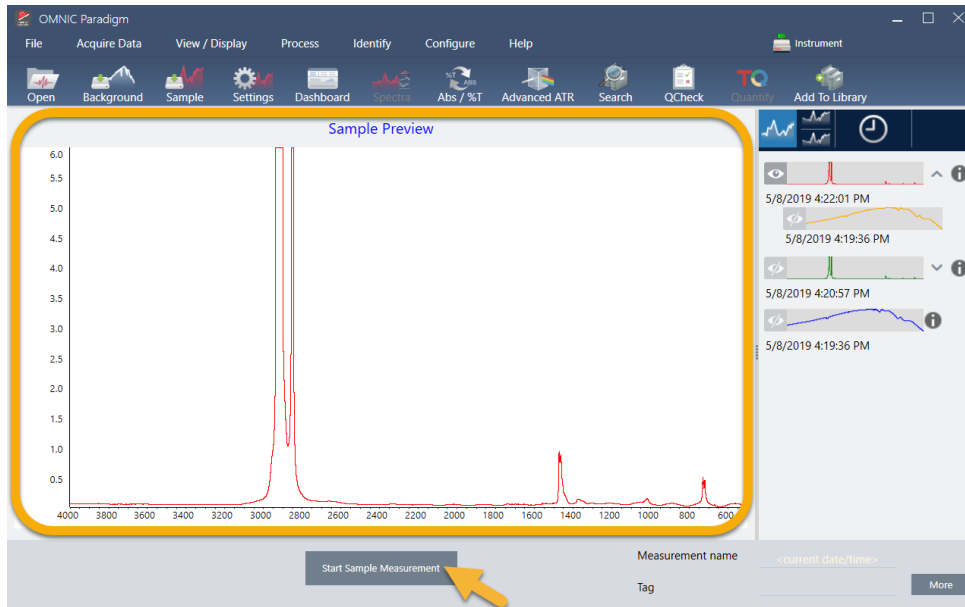 OMNIC Paradigm
File Acquire Data View / Display Process Identify Configure Help Instrument
%T ABS TQ
Open Background Sample Settings Dashboard Spectra Abs / %T Advanced ATR Search QCheck Quantify Add To Library
Sample Preview
6.0
5.5
5.0
4.5
4.0
3.5
3.0
2.5
2.0
1.5
1.0
0.5
4000 3800 3600 3400 3200 3000 2800 2600 2400 2200 2000 1800 1600 1400 1200 1000 800 600
5/8/2019 4:22:01 PM
5/8/2019 4:19:36 PM
5/8/2019 4:20:57 PM
5/8/2019 4:19:36 PM
Start Sample Measurement
Measurement name <current date/time>
Tag
More